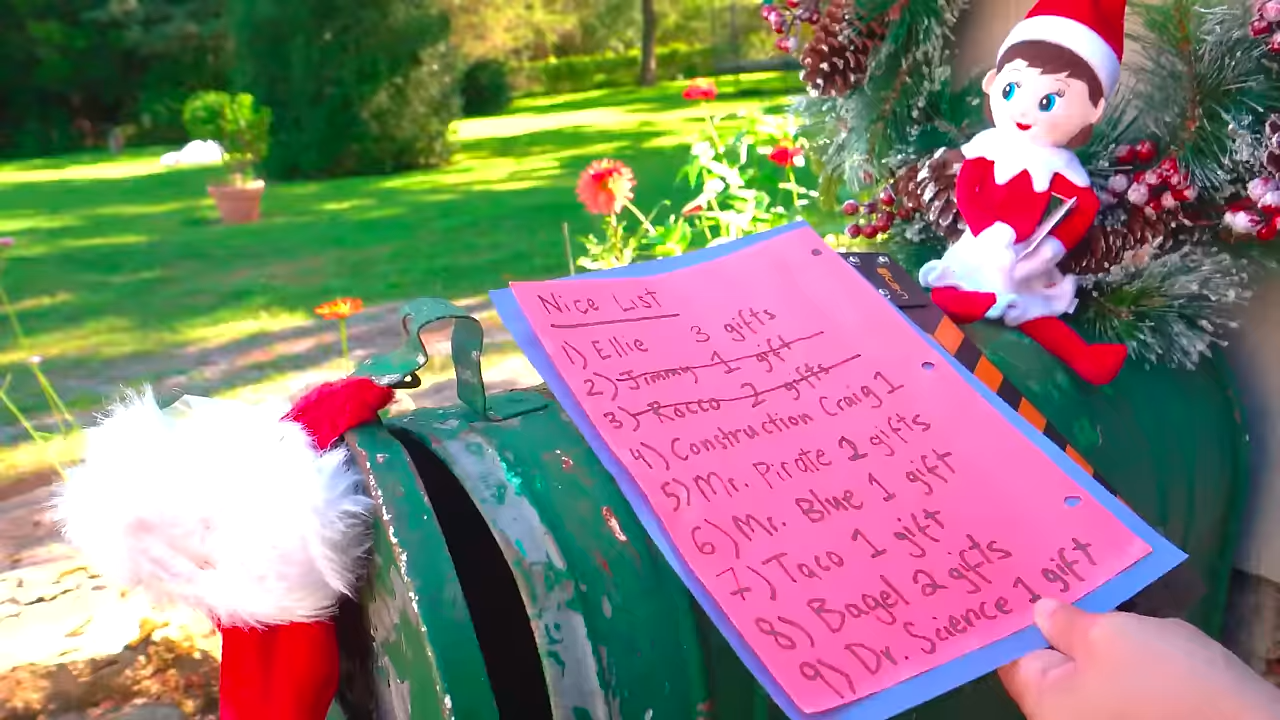 Nice List
1) Ellie 3 gifts
2) Jimmy 1 gift
3) Rocco 2 gifts
4) Construction Craig 1
5) Mr. Pirate 2 gifts
6) Mr. Blue 1 gift
7) Taco 1 gift
8) Bagel 2 gifts
9) Dr. Science 1 gift